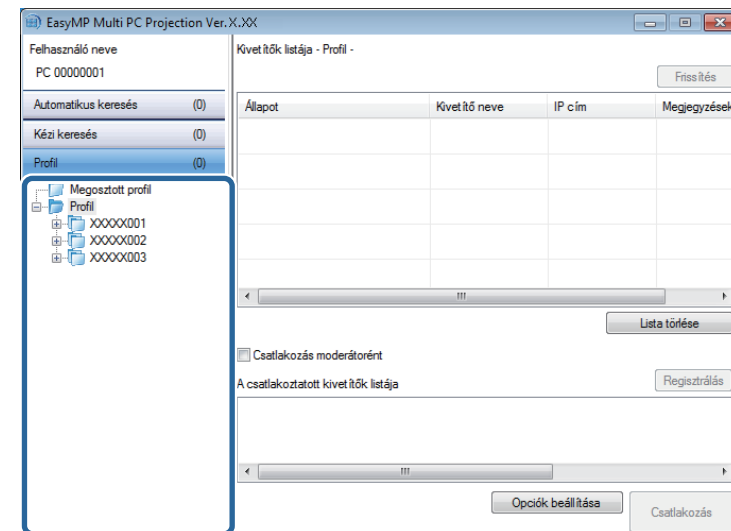 EasyMP Multi PC Projection Ver.X.XX
Felhasználó neve
PC 00000001
Automatikus keresés (0)
Kézi keresés (0)
Profil (0)
Megosztott profil
Profil
XXXXX001
XXXXX002
XXXXX003
Kivetítők listája - Profil -
Frissítés
Állapot Kivetítő neve IP cím Megjegyzések
Lista törlése
Csatlakozás moderátorént
A csatlakoztatott kivetítők listája
Regisztrálás
Opciók beállítása
Csatlakozás